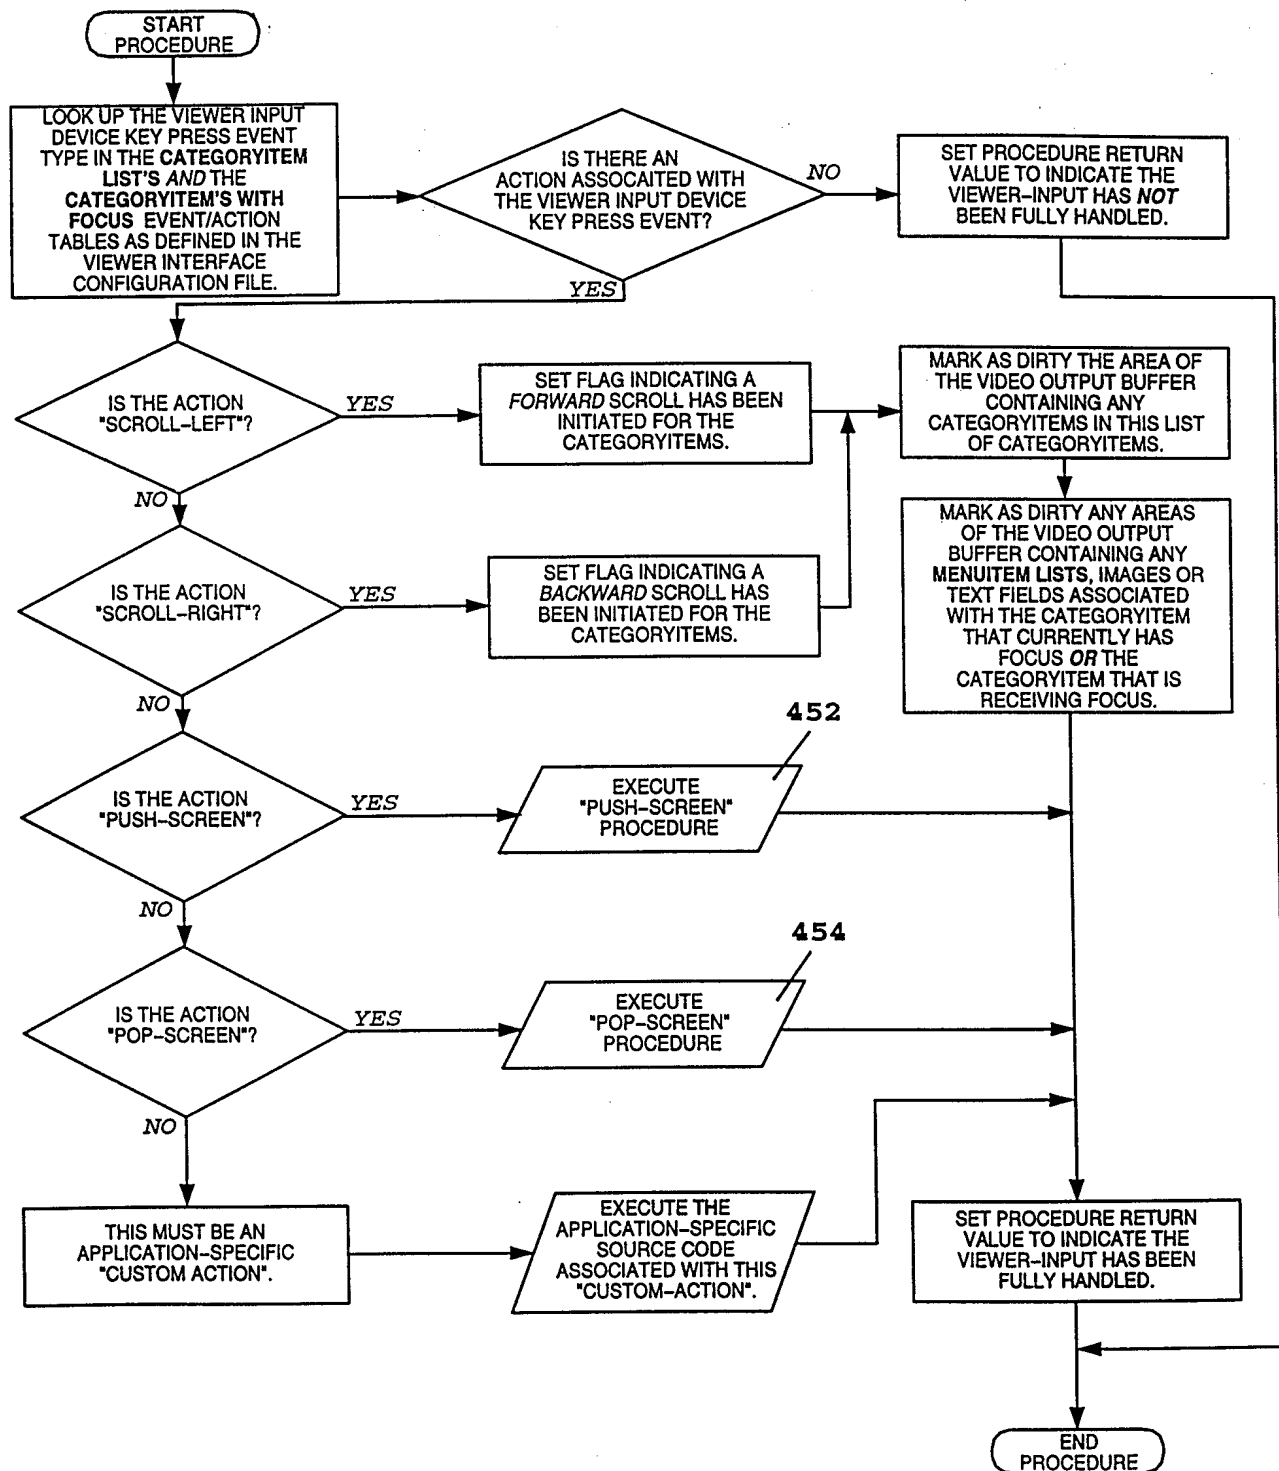 START
PROCEDURE
LOOK UP THE VIEWER INPUT
DEVICE KEY PRESS EVENT
TYPE IN THE CATEGORYITEM
LIST'S AND THE
CATEGORYITEM'S WITH
FOCUS EVENT/ACTION
TABLES AS DEFINED IN THE
VIEWER INTERFACE
CONFIGURATION FILE.
IS THERE AN
ACTION ASSOCAITED WITH
THE VIEWER INPUT DEVICE
KEY PRESS EVENT?
NO
SET PROCEDURE RETURN
VALUE TO INDICATE THE
VIEWER-INPUT HAS NOT
BEEN FULLY HANDLED.
YES
IS THE ACTION
"SCROLL-LEFT"?
YES
SET FLAG INDICATING A
FORWARD SCROLL HAS BEEN
INITIATED FOR THE
CATEGORYITEMS.
MARK AS DIRTY THE AREA OF
THE VIDEO OUTPUT BUFFER
CONTAINING ANY
CATEGORYITEMS IN THIS LIST
OF CATEGORYITEMS.
NO
IS THE ACTION
"SCROLL-RIGHT"?
YES
SET FLAG INDICATING A
BACKWARD SCROLL HAS
BEEN INITIATED FOR THE
CATEGORYITEMS.
MARK AS DIRTY ANY AREAS
OF THE VIDEO OUTPUT
BUFFER CONTAINING ANY
MENUITEM LISTS, IMAGES OR
TEXT FIELDS ASSOCIATED
WITH THE CATEGORYITEM
THAT CURRENTLY HAS
FOCUS OR THE
CATEGORYITEM THAT IS
RECEIVING FOCUS.
NO
IS THE ACTION
"PUSH-SCREEN"?
YES
452
EXECUTE
"PUSH-SCREEN"
PROCEDURE
NO
IS THE ACTION
"POP-SCREEN"?
YES
454
EXECUTE
"POP-SCREEN"
PROCEDURE
NO
THIS MUST BE AN
APPLICATION-SPECIFIC
"CUSTOM ACTION".
EXECUTE THE
APPLICATION-SPECIFIC
SOURCE CODE
ASSOCIATED WITH THIS
"CUSTOM-ACTION".
SET PROCEDURE RETURN
VALUE TO INDICATE THE
VIEWER-INPUT HAS BEEN
FULLY HANDLED.
END
PROCEDURE